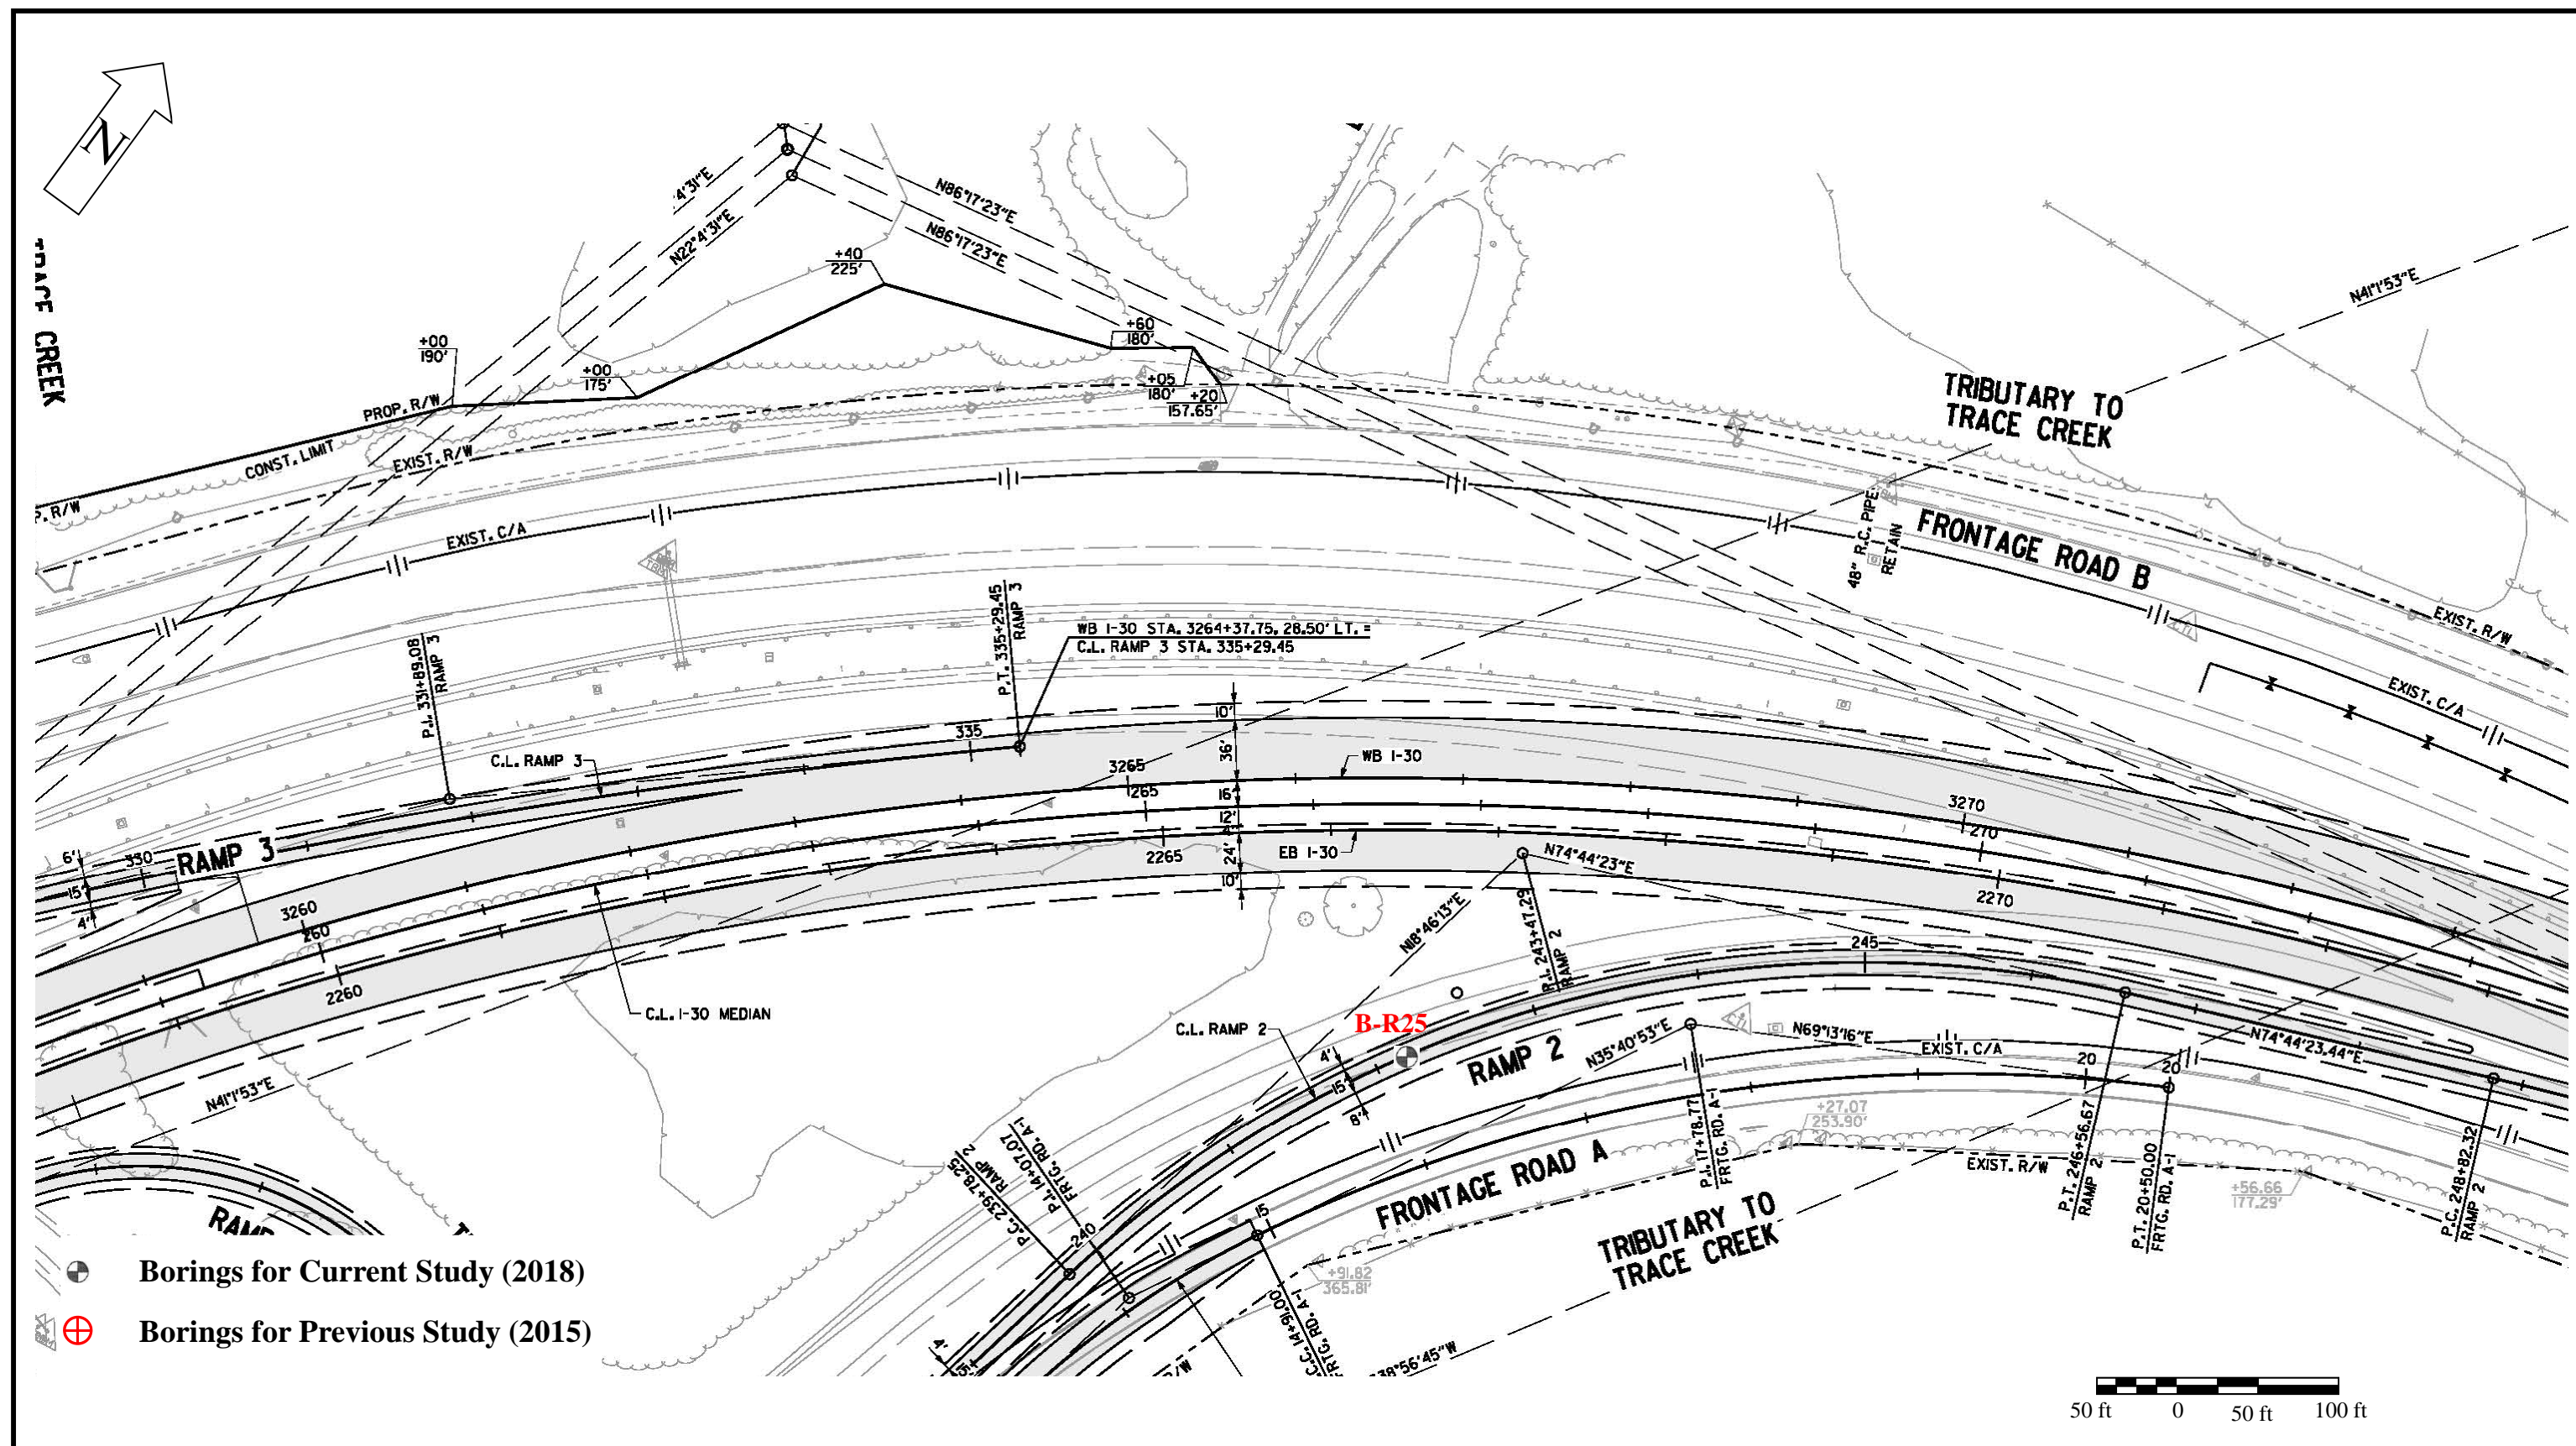 N
TRACE CREEK
N22°4'31"E
N86°17'23"E
N86°17'23"E
N41°1'53"E
+40
225'
+00
190'
+00
175'
+60
180'
+05
180'
+20
157.65'
PROP. R/W
CONST. LIMIT
EXIST. R/W
EXIST. C/A
TRIBUTARY TO
TRACE CREEK
48" R.C. PIPE
RETAIN
FRONTAGE ROAD B
EXIST. R/W
EXIST. C/A
P.I. 331+89.08
RAMP 3
P.T. 335+29.45
RAMP 3
WB I-30 STA. 3264+37.75, 28.50' LT. =
C.L. RAMP 3 STA. 335+29.45
C.L. RAMP 3
335
3265
265
2265
10'
36'
16'
12'
4'
24'
10'
WB I-30
EB I-30
3270
270
2270
6'
15'
4'
330
RAMP 3
3260
260
2260
C.L. I-30 MEDIAN
N41°1'53"E
N74°44'23"E
N18°46'13"E
P.I. 243+47.29
RAMP 2
245
B-R25
C.L. RAMP 2
4'
15'
8'
RAMP 2
N35°40'53"E
N69°13'16"E
EXIST. C/A
20
20
N74°44'23.44"E
P.C. 239+78.25
RAMP 2
P.I. 14+07.07
FRTG. RD. A-1
240
15
FRONTAGE ROAD A
P.I. 17+78.77
FRTG. RD. A-1
+27.07
253.90'
EXIST. R/W
P.T. 246+56.67
RAMP 2
P.T. 20+50.00
FRTG. RD. A-1
+56.66
177.29'
P.C. 248+82.32
RAMP 2
TRIBUTARY TO
TRACE CREEK
+91.82
365.81'
14+91.00
FRTG. RD. A-1
38°56'45"W
RAMP
4'
15'
Borings for Current Study (2018)
Borings for Previous Study (2015)
50 ft 0 50 ft 100 ft